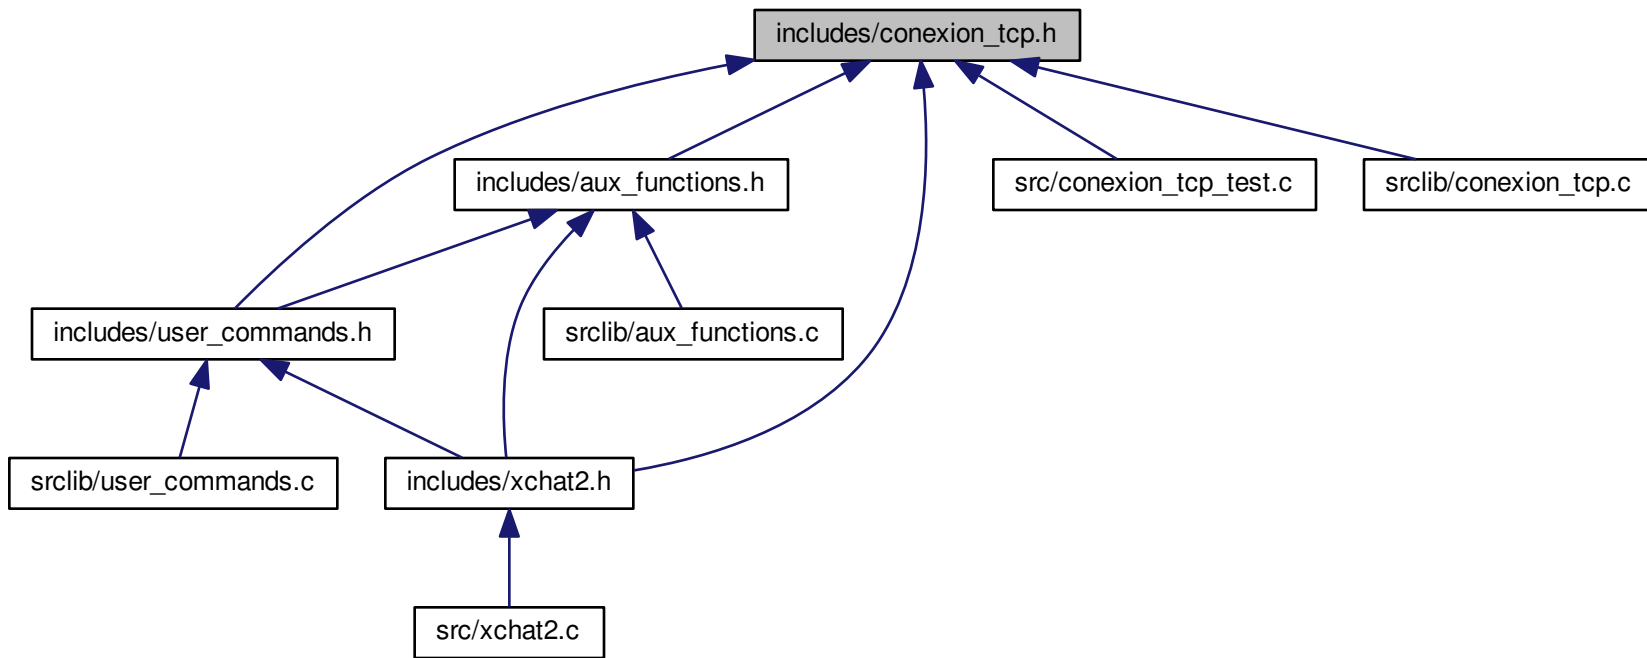 includes/conexion_tcp.h
includes/aux_functions.h
src/conexion_tcp_test.c
srclib/conexion_tcp.c
includes/user_commands.h
srclib/aux_functions.c
srclib/user_commands.c
includes/xchat2.h
src/xchat2.c